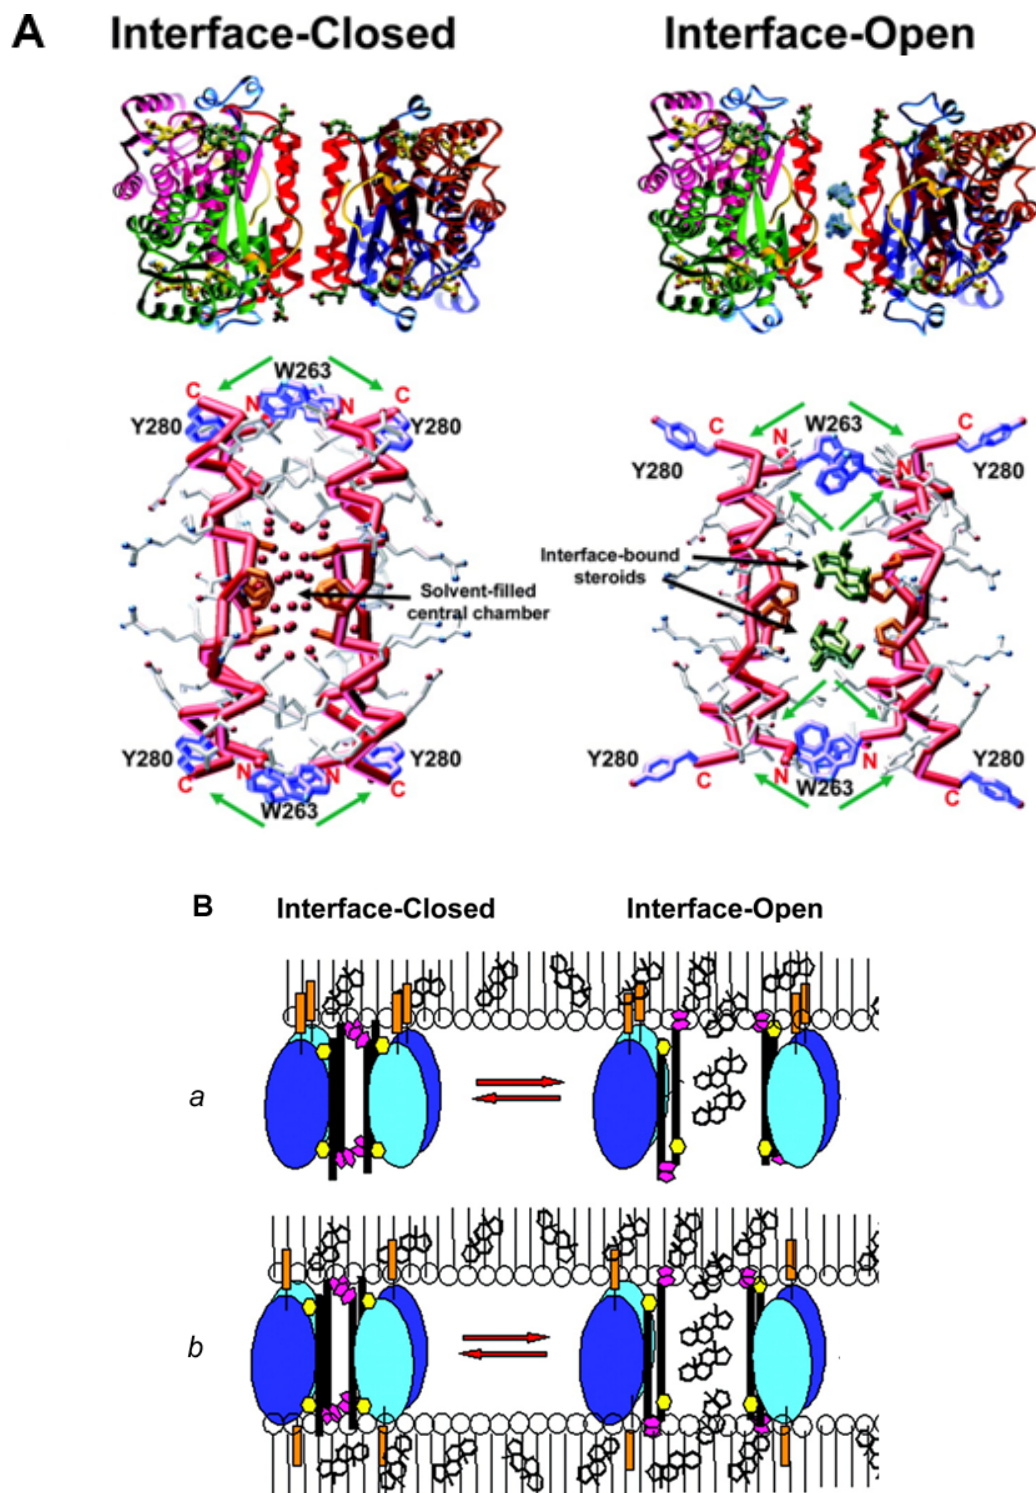 A
Interface-Closed
Interface-Open
W263
C
C
N
N
Y280
Y280
Solvent-filled
central chamber
Y280
Y280
C
N
N
C
W263
W263
C
C
N
N
Y280
Y280
Interface-bound
steroids
Y280
Y280
C
N
N
C
W263
B
Interface-Closed
Interface-Open
a
b